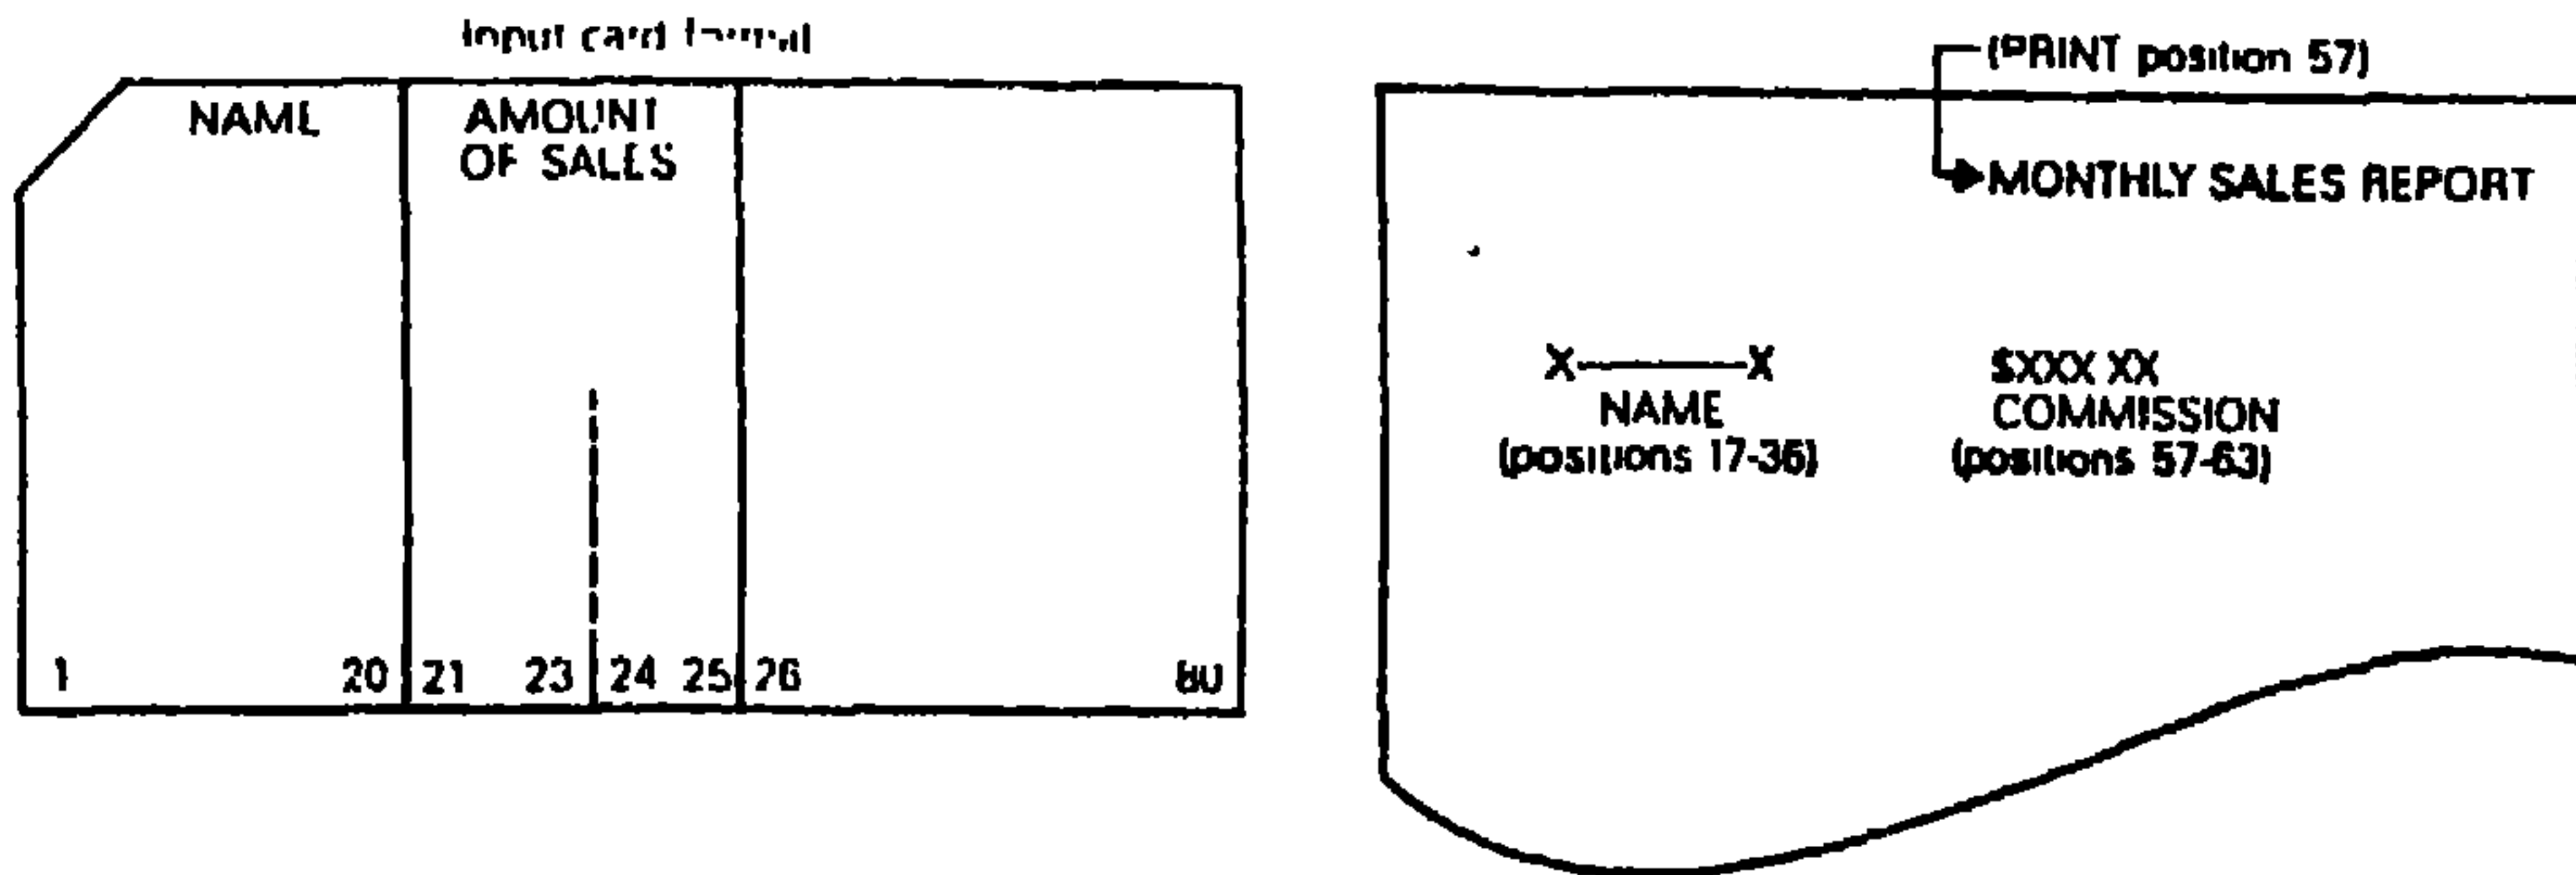 Input card format
NAME
AMOUNT
OF SALES
1 20 21 23 24 25 26 80
(PRINT position 57)
MONTHLY SALES REPORT
X———X
NAME
(positions 17-36)
$XXX XX
COMMISSION
(positions 57-63)